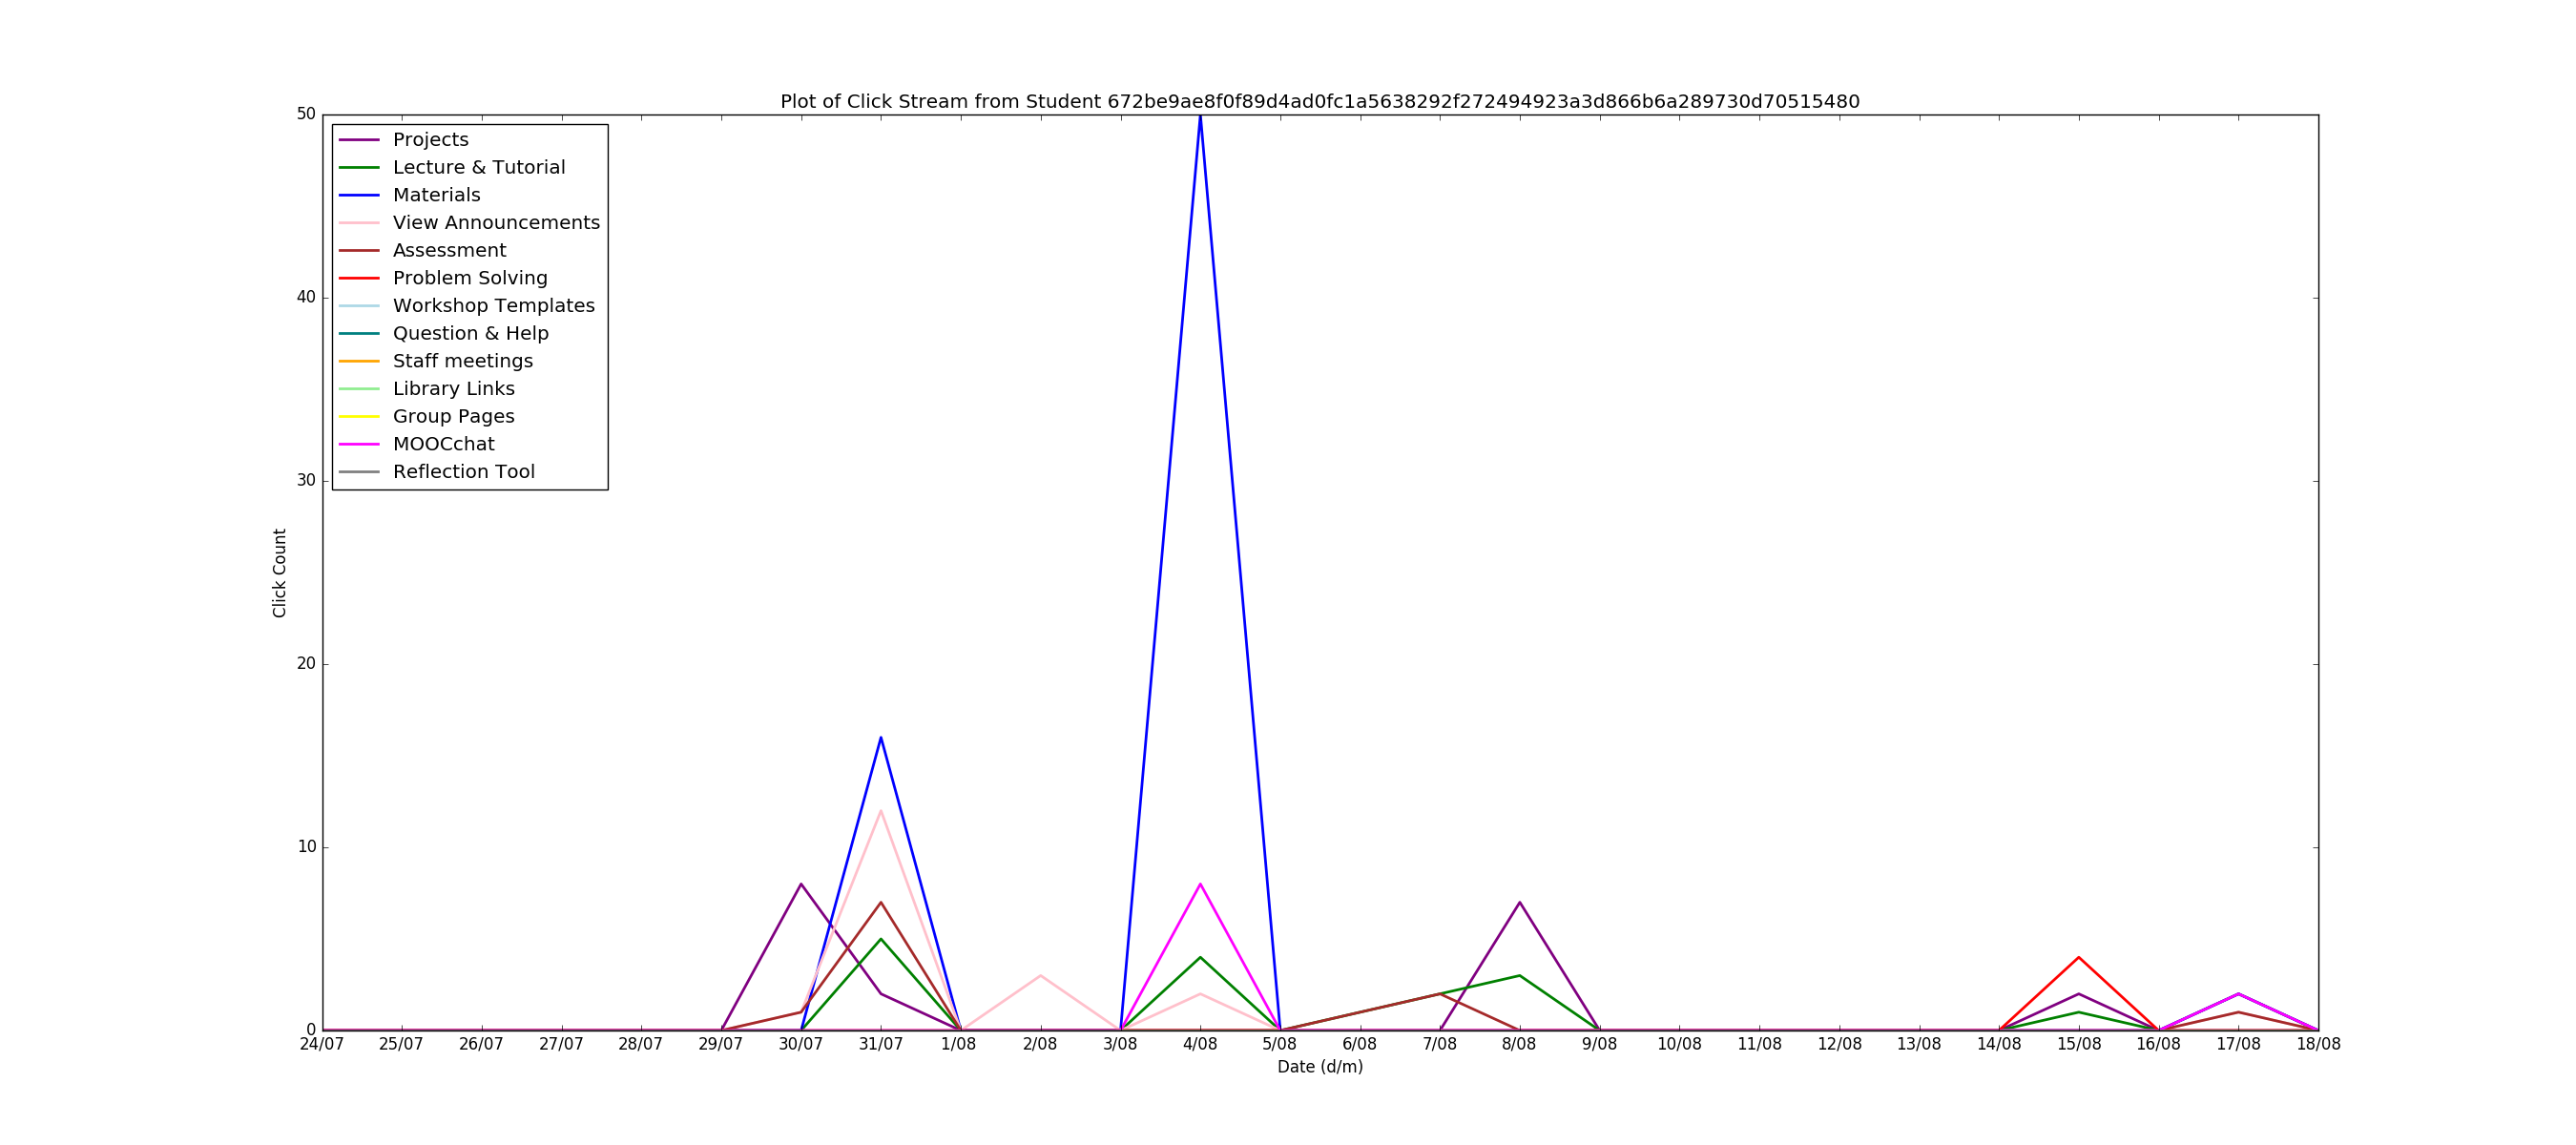 Plot of Click Stream from Student 672be9ae8f0f89d4ad0fc1a5638292f272494923a3d866b6a289730d70515480
50
40
30
20
10
0
Click Count
Projects
Lecture & Tutorial
Materials
View Announcements
Assessment
Problem Solving
Workshop Templates
Question & Help
Staff meetings
Library Links
Group Pages
MOOCchat
Reflection Tool
24/07 25/07 26/07 27/07 28/07 29/07 30/07 31/07 1/08 2/08 3/08 4/08 5/08 6/08 7/08 8/08 9/08 10/08 11/08 12/08 13/08 14/08 15/08 16/08 17/08 18/08
Date (d/m)